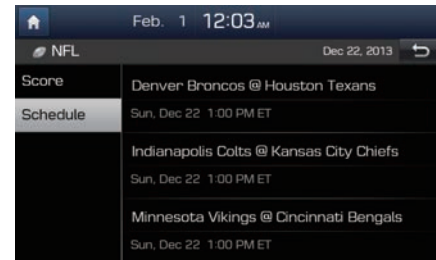 Feb. 1 12:03 AM
NFL Dec 22, 2013
Score
Schedule
Denver Broncos @ Houston Texans
Sun, Dec 22 1:00 PM ET
Indianapolis Colts @ Kansas City Chiefs
Sun, Dec 22 1:00 PM ET
Minnesota Vikings @ Cincinnati Bengals
Sun, Dec 22 1:00 PM ET